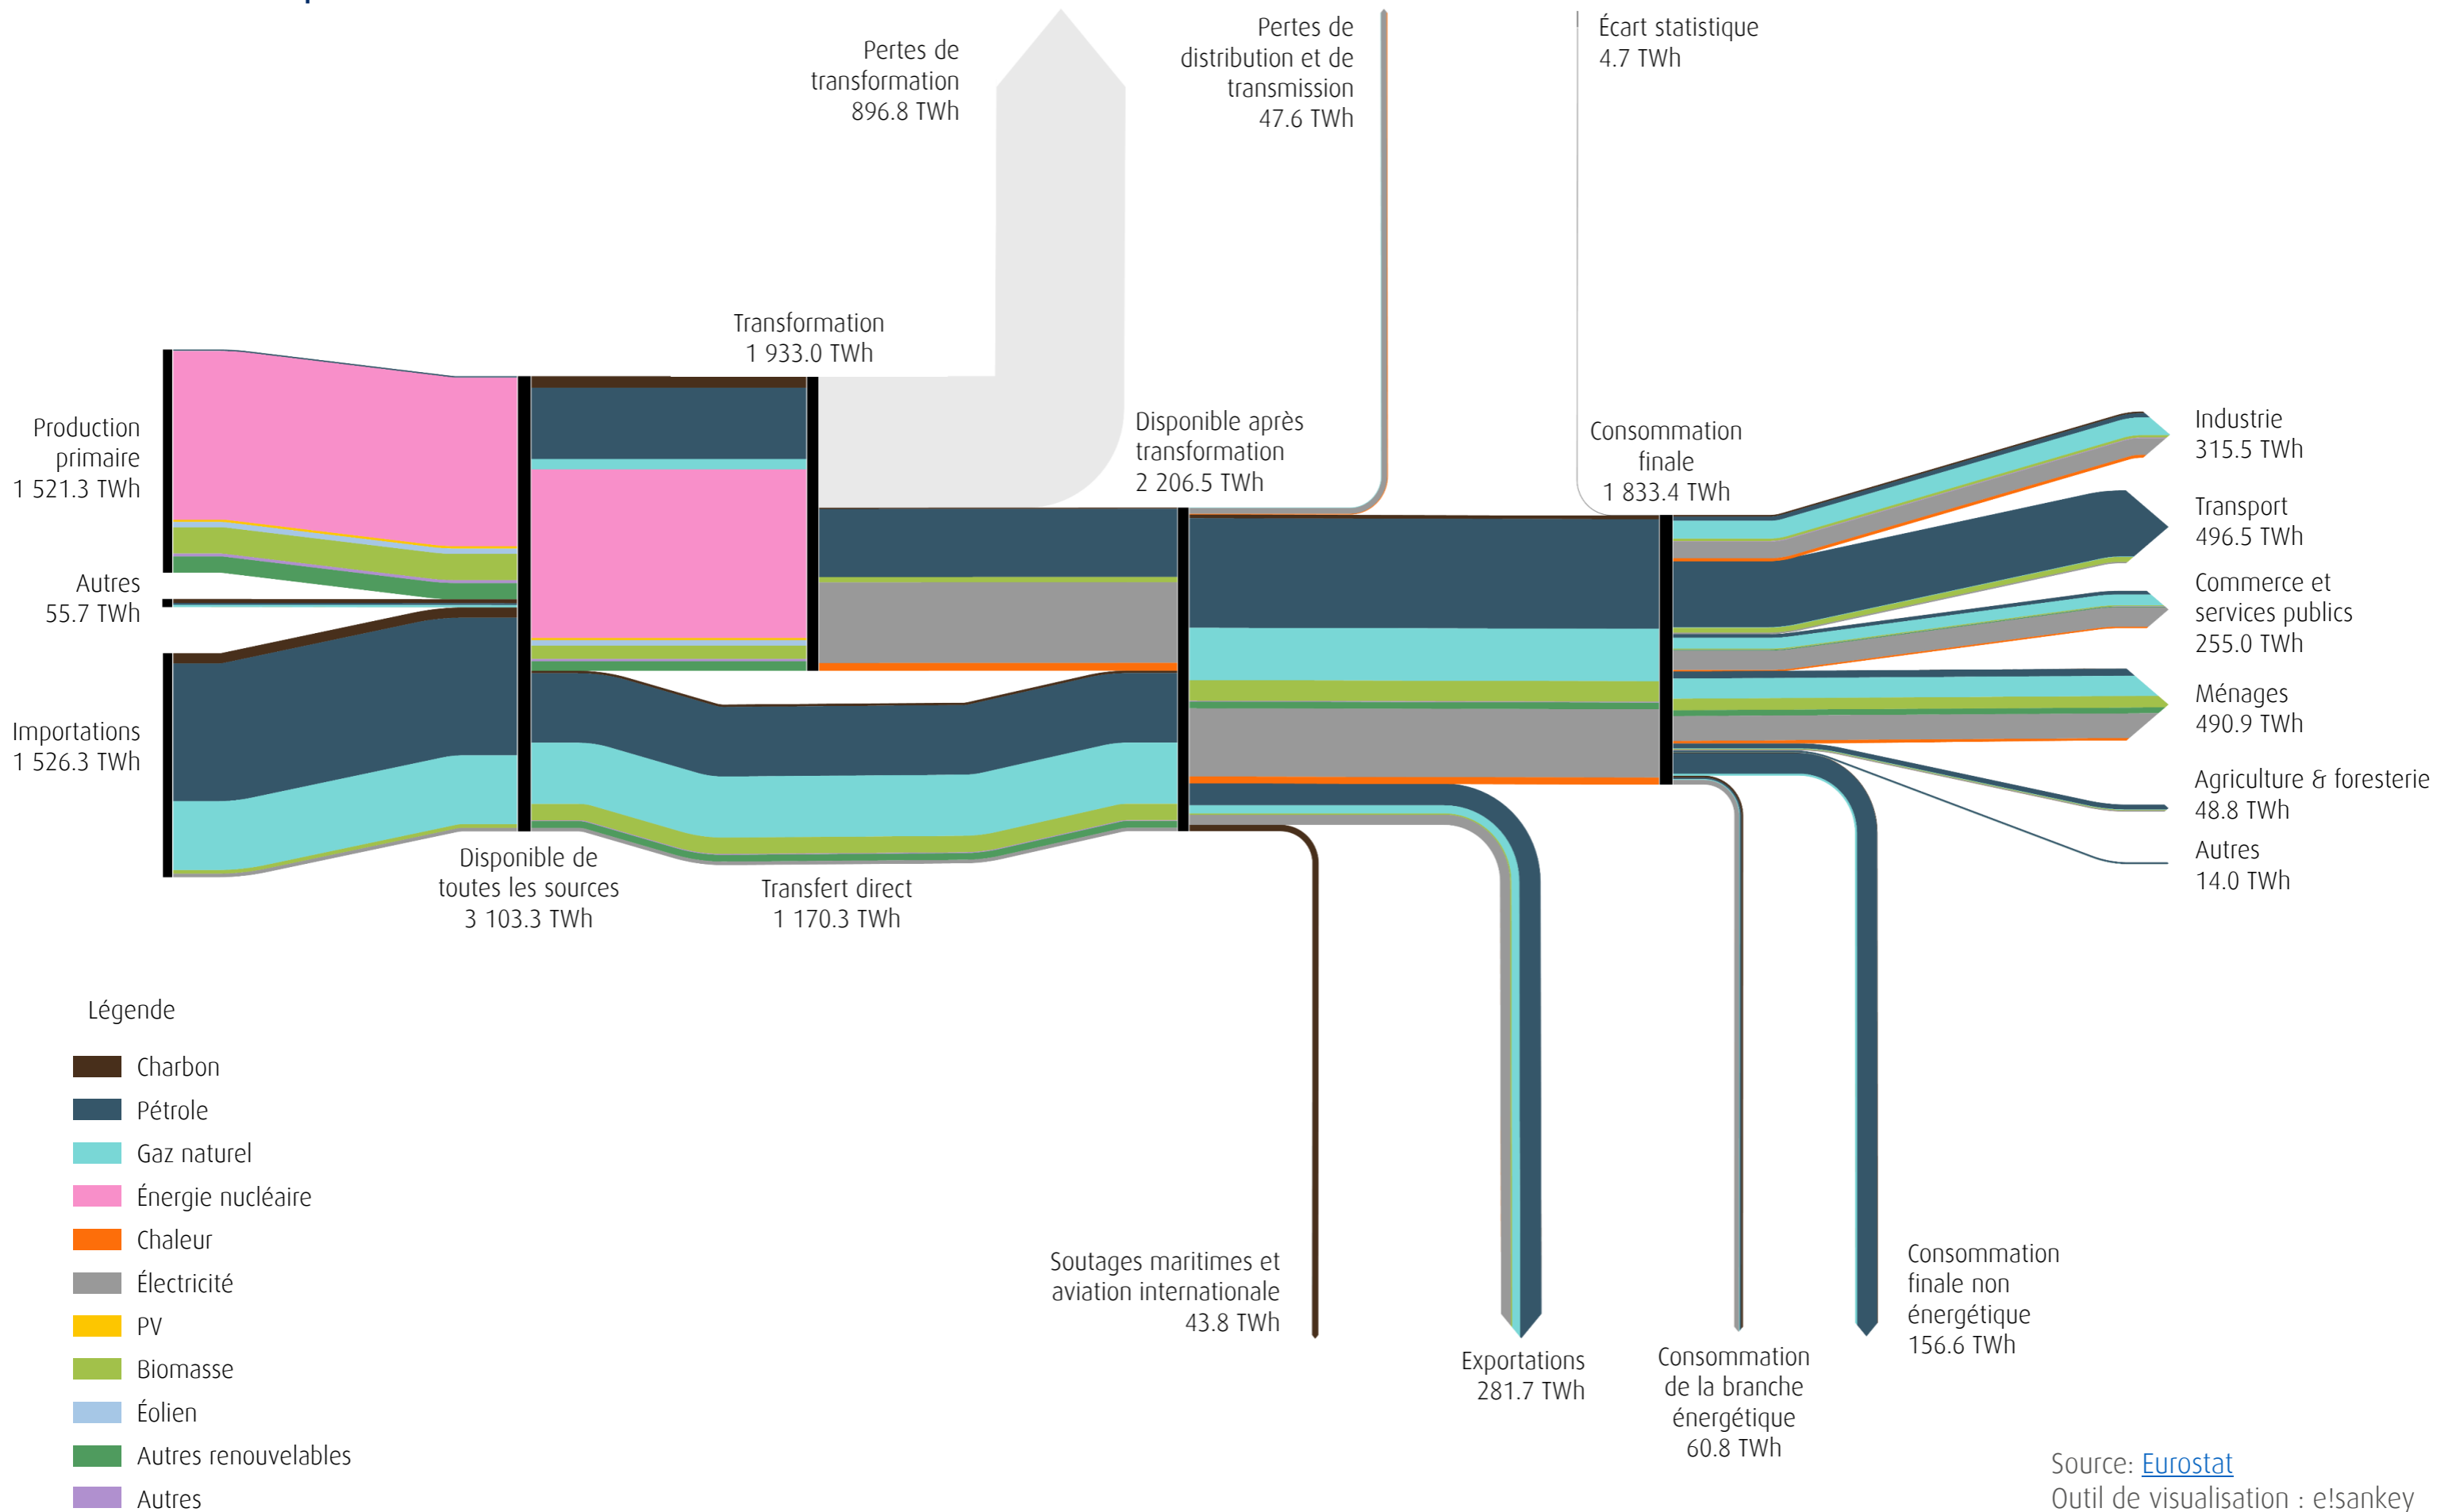 Pertes de
transformation
896.8 TWh
Pertes de
distribution et de
transmission
47.6 TWh
Écart statistique
4.7 TWh
Transformation
1 933.0 TWh
Production
primaire
1 521.3 TWh
Autres
55.7 TWh
Importations
1 526.3 TWh
Disponible de
toutes les sources
3 103.3 TWh
Transfert direct
1 170.3 TWh
Disponible après
transformation
2 206.5 TWh
Consommation
finale
1 833.4 TWh
Industrie
315.5 TWh
Transport
496.5 TWh
Commerce et
services publics
255.0 TWh
Ménages
490.9 TWh
Agriculture & foresterie
48.8 TWh
Autres
14.0 TWh
Légende
Charbon
Pétrole
Gaz naturel
Énergie nucléaire
Chaleur
Électricité
PV
Biomasse
Éolien
Autres renouvelables
Autres
Soutages maritimes et
aviation internationale
43.8 TWh
Exportations
281.7 TWh
Consommation
de la branche
énergétique
60.8 TWh
Consommation
finale non
énergétique
156.6 TWh
Source: Eurostat
Outil de visualisation : e!sankey